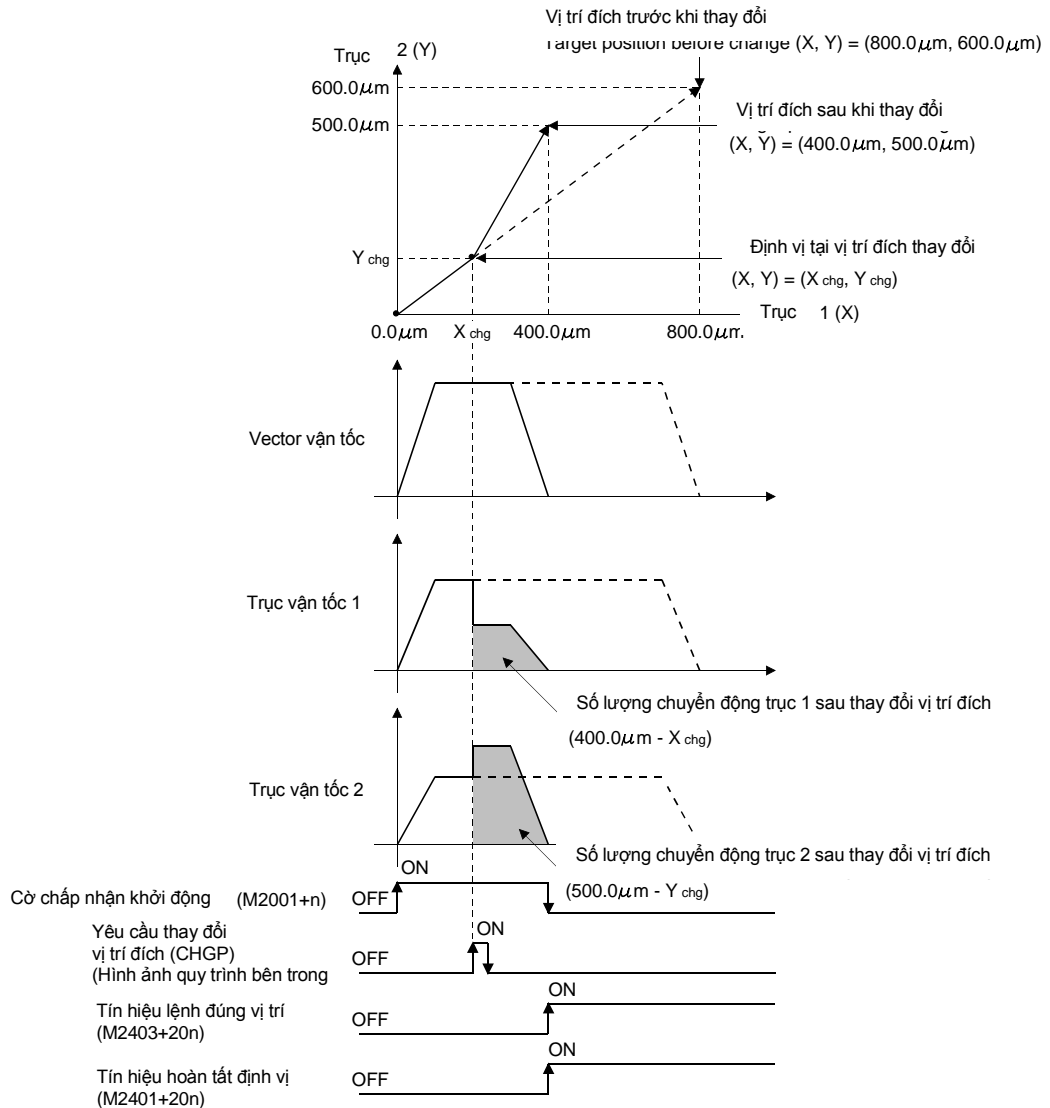 Vị trí đích trước khi thay đổi
Target position before change (X, Y) = (800.0μm, 600.0μm)
Trục 2 (Y)
600.0μm
Vị trí đích sau khi thay đổi
500.0μm
(X, Y) = (400.0μm, 500.0μm)
Y chg
Định vị tại vị trí đích thay đổi
(X, Y) = (X chg, Y chg)
Trục 1 (X)
0.0μm X chg 400.0μm 800.0μm
Vector vận tốc
Trục vận tốc 1
Số lượng chuyển động trục 1 sau thay đổi vị trí đích
(400.0μm - X chg)
Trục vận tốc 2
Số lượng chuyển động trục 2 sau thay đổi vị trí đích
(500.0μm - Y chg)
ON
Cờ chấp nhận khởi động (M2001+n) OFF
Yêu cầu thay đổi
ON
vị trí đích (CHGP)
OFF
(Hình ảnh quy trình bên trong
ON
Tín hiệu lệnh đúng vị trí
OFF
(M2403+20n)
ON
Tín hiệu hoàn tất định vị
OFF
(M2401+20n)